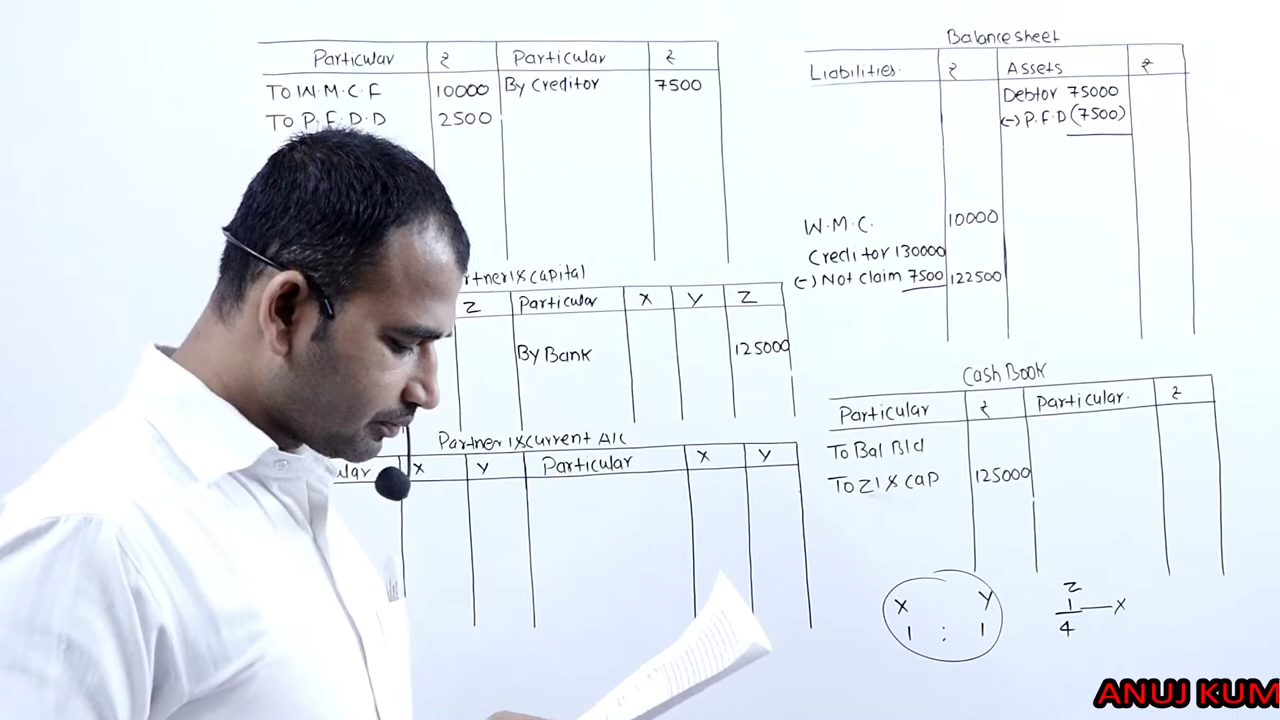 Particular ₹ Particular ₹
To W.M.C.F 10000 By Creditor 7500
To P.F.D.D 2500
Balance sheet
Liabilities. ₹ Assets ₹
Debtor 75000
(-) P.F.D (7500)
W.M.C. 10000
Creditor 130000
(-) Not claim 7500 122500
capital
Z Particular X Y Z
By Bank 125000
Partner's current A/C
X Y Particular X Y
Cash Book
Particular ₹ Particular. ₹
To Bal B/d
To Z's cap 125000
X Y
1 : 1
Z
1 — X
4
ANUJ KUM